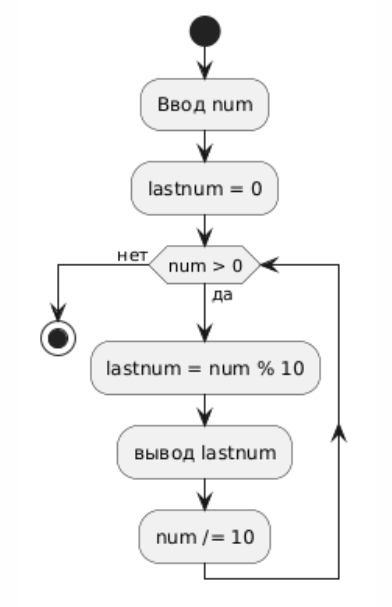 Ввод num
lastnum = 0
нет
num > 0
да
lastnum = num % 10
вывод lastnum
num /= 10